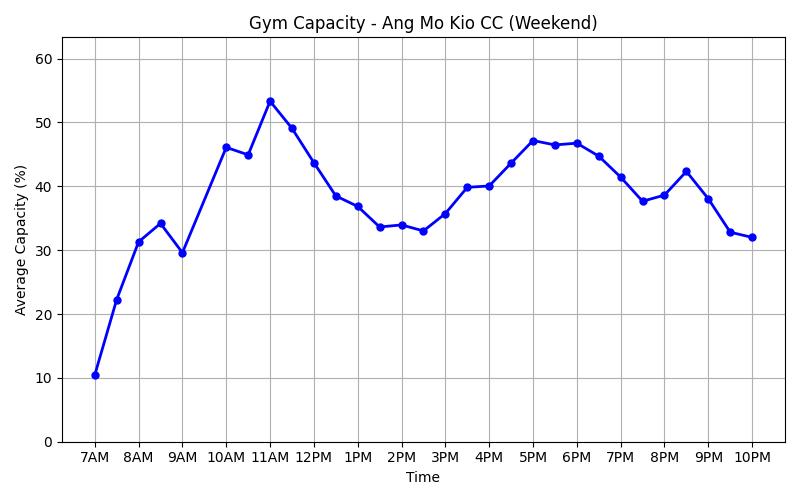 Gym Capacity - Ang Mo Kio CC (Weekend)
Average Capacity (%)
60
50
40
30
20
10
0
7AM 8AM 9AM 10AM 11AM 12PM 1PM 2PM 3PM 4PM 5PM 6PM 7PM 8PM 9PM 10PM
Time